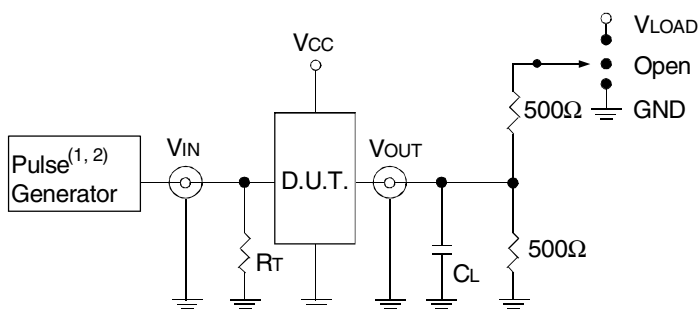 VLOAD
VCC
Open
500Ω
GND
VIN
VOUT
Pulse(1, 2)
Generator
D.U.T.
RT
CL
500Ω